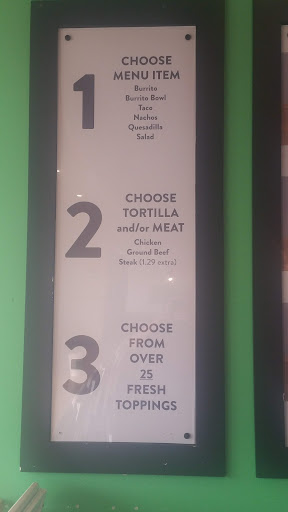 1
CHOOSE
MENU ITEM
Burrito
Burrito Bowl
Taco
Nachos
Quesadilla
Salad
2
CHOOSE
TORTILLA
and/or MEAT
Chicken
Ground Beef
Steak (1.29 extra)
3
CHOOSE
FROM
OVER
25
FRESH
TOPPINGS